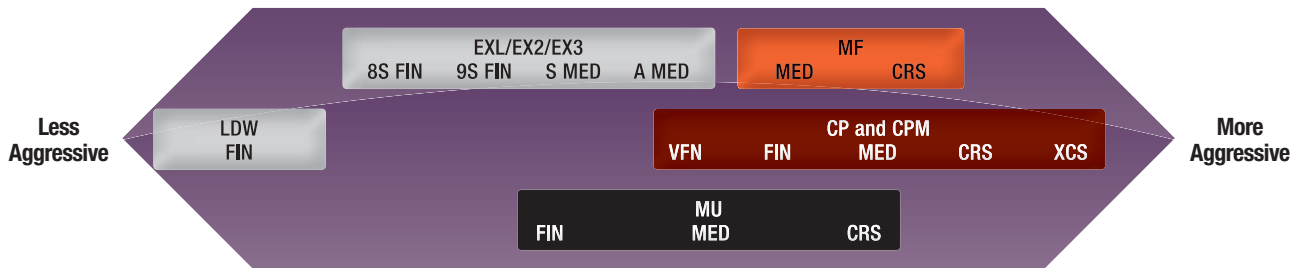 EXL/EX2/EX3
8S FIN 9S FIN S MED A MED
MF
MED CRS
Less
Aggressive
LDW
FIN
CP and CPM
VFN FIN MED CRS XCS
More
Aggressive
MU
FIN MED CRS